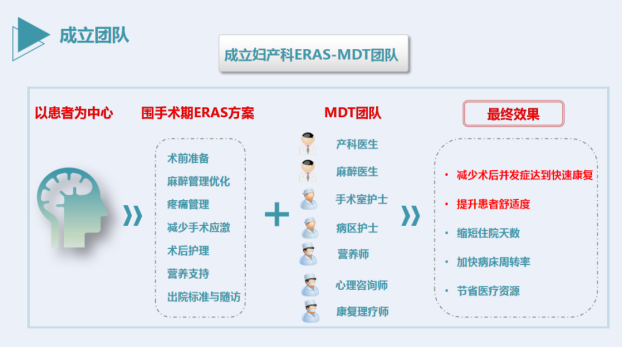 成立团队
成立妇产科ERAS-MDT团队
以患者为中心
围手术期ERAS方案
MDT团队
最终效果
术前准备
麻醉管理优化
疼痛管理
减少手术应激
术后护理
营养支持
出院标准与随访
产科医生
麻醉医生
手术室护士
病区护士
营养师
心理咨询师
康复理疗师
• 减少术后并发症达到快速康复
• 提升患者舒适度
• 缩短住院天数
• 加快病床周转率
• 节省医疗资源